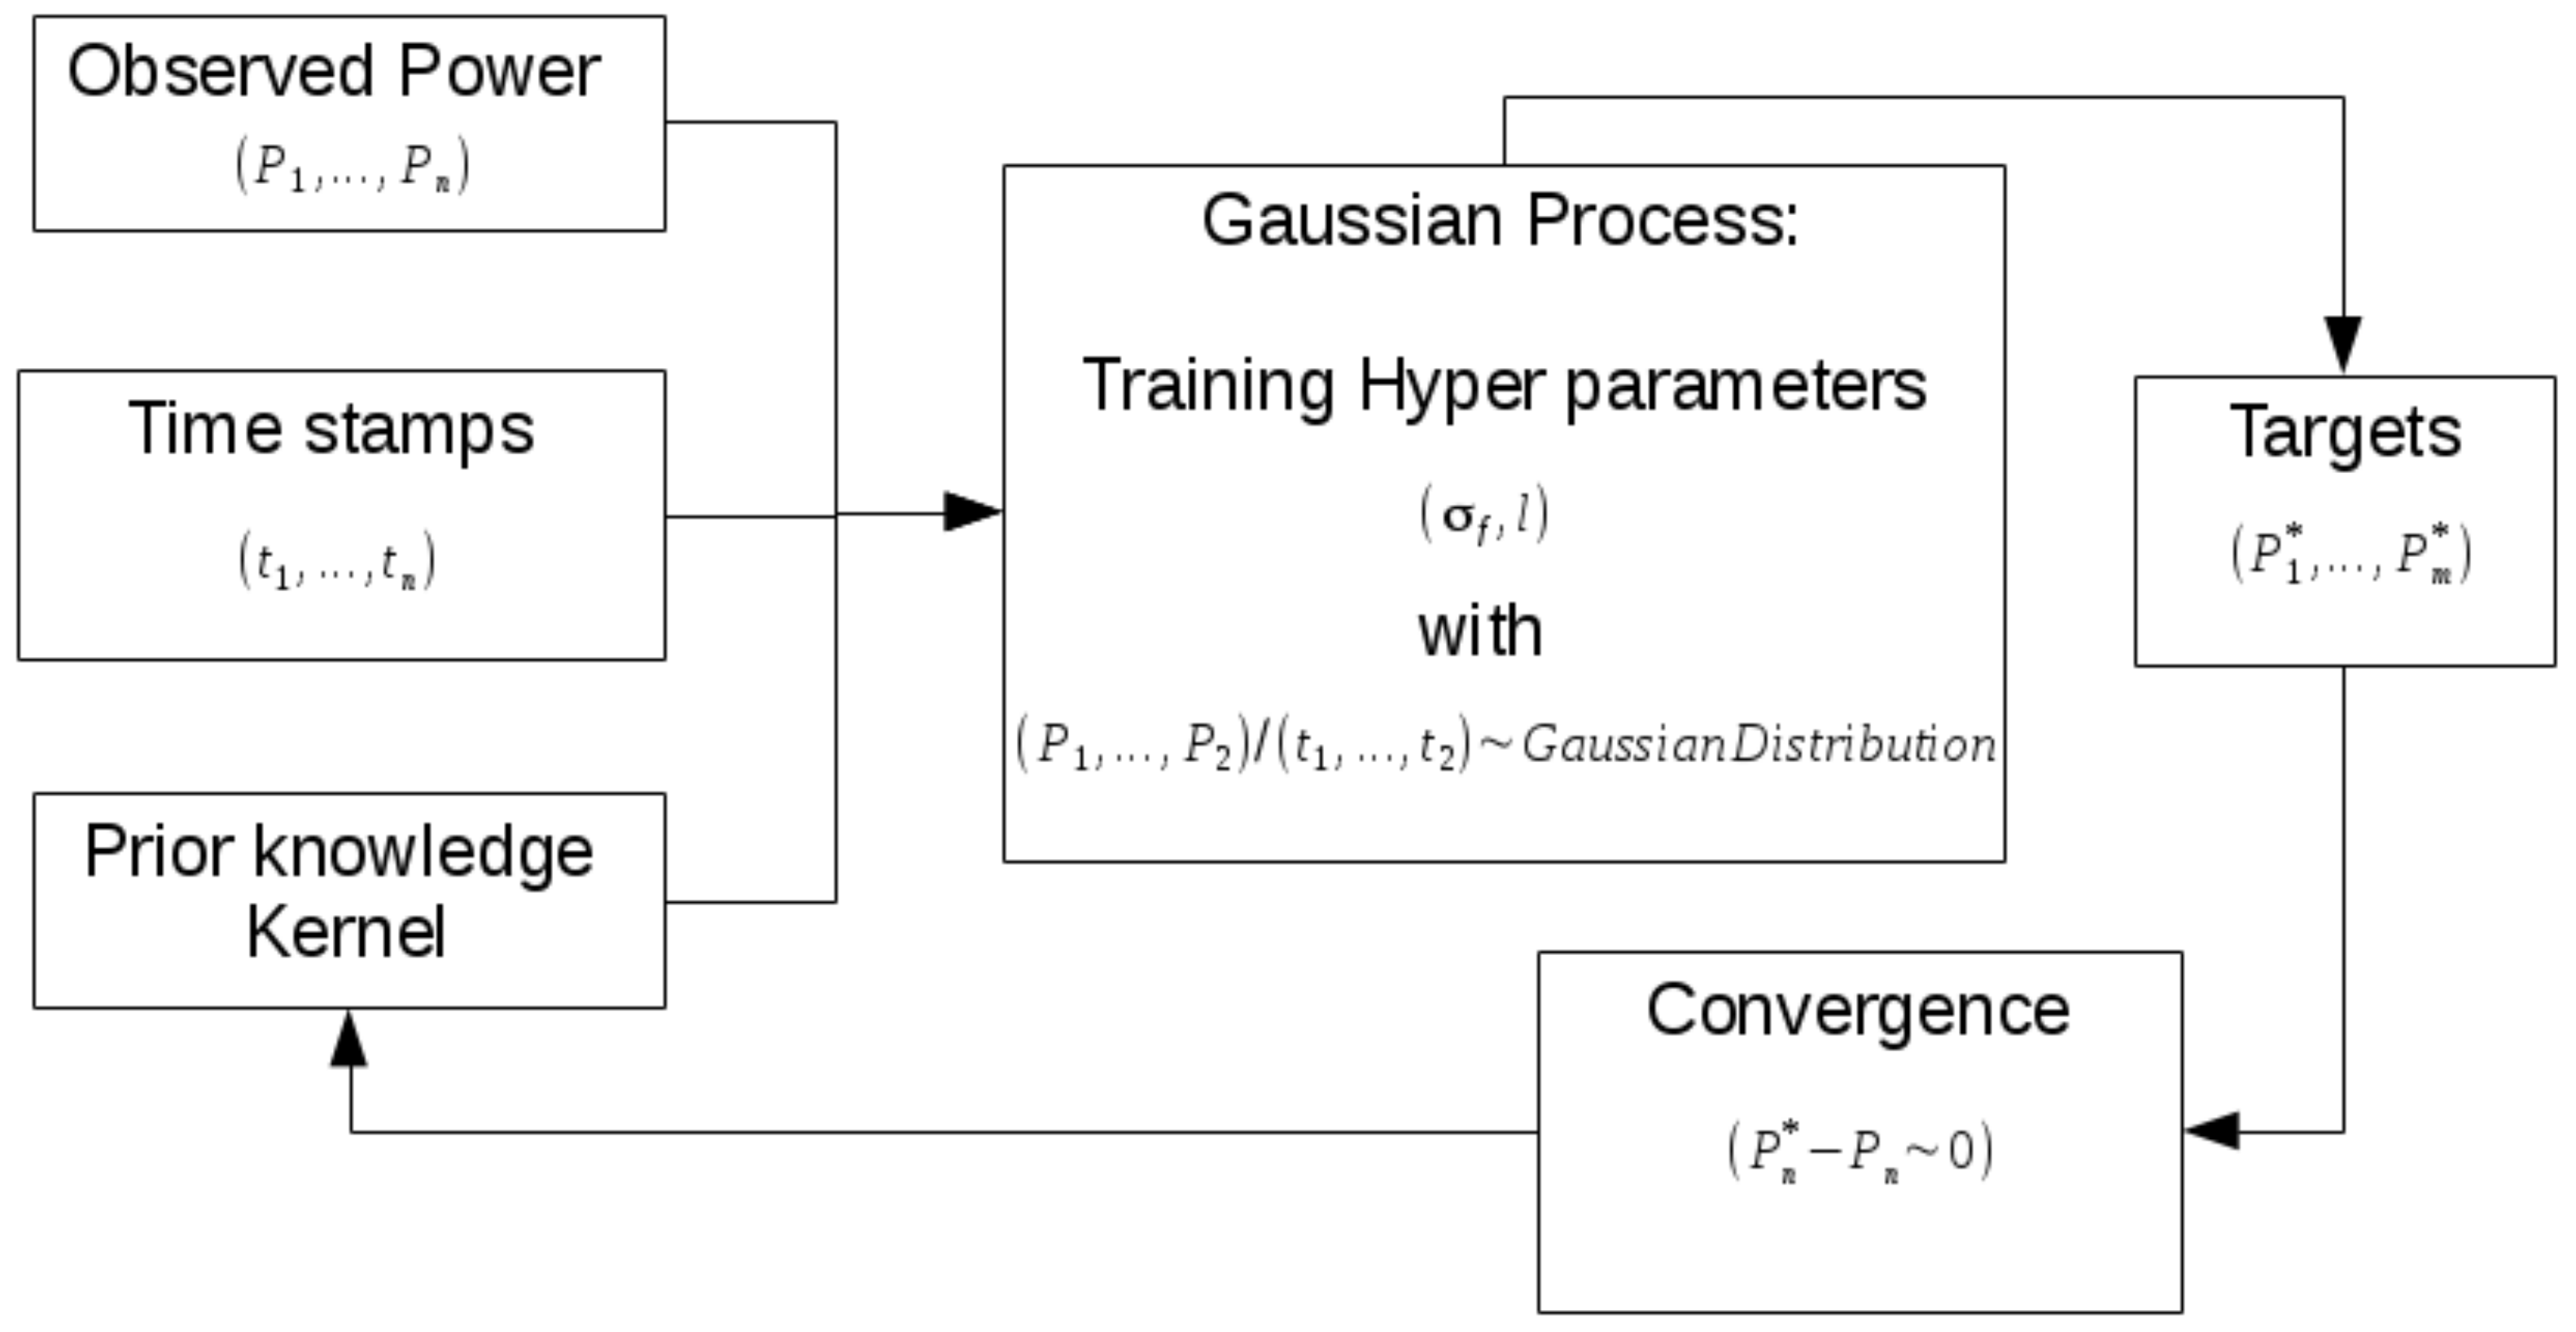 Observed Power
(P₁,..., Pₙ)
Time stamps
(t₁, ...,tₙ)
Prior knowledge
Kernel
Gaussian Process:
Training Hyper parameters
(σ_f, l)
with
(P₁,..., P₂)/(t₁, ...,t₂)~GaussianDistribution
Targets
(P*₁,..., P*ₘ)
Convergence
(P*ₙ−Pₙ~0)